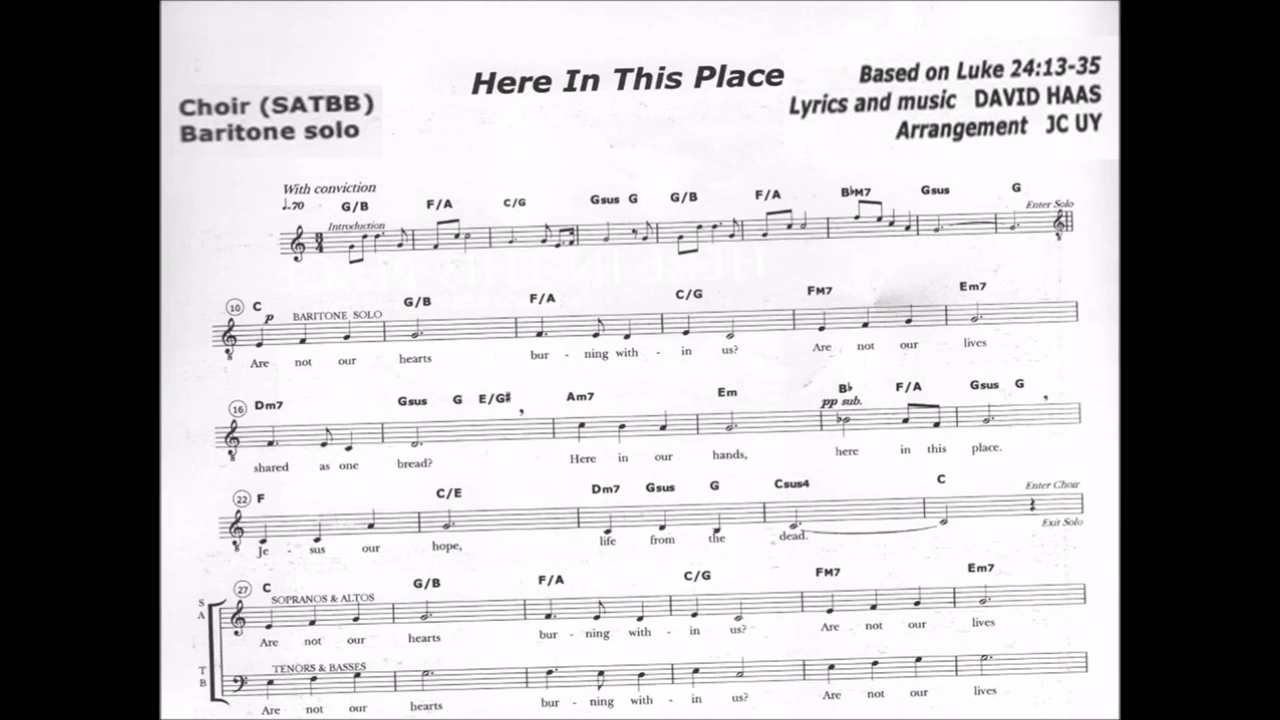 Here In This Place
Based on Luke 24:13-35
Lyrics and music DAVID HAAS
Arrangement JC UY
Choir (SATBB)
Baritone solo
With conviction
♩.70
G/B F/A C/G Gsus G G/B F/A B♭M7 Gsus G
Introduction Enter Solo
10 C G/B F/A C/G FM7 Em7
p BARITONE SOLO
Are not our hearts bur - ning with - in us? Are not our lives
16 Dm7 Gsus G E/G♯ Am7 Em B♭ F/A Gsus G
pp sub.
shared as one bread? Here in our hands, here in this place.
22 F C/E Dm7 Gsus G Csus4 C
Enter Choir
Exit Solo
Je - sus our hope, life from the dead.
27 C G/B F/A C/G FM7 Em7
S
A
SOPRANOS & ALTOS
Are not our hearts bur - ning with - in us? Are not our lives
T
B
TENORS & BASSES
Are not our hearts bur - ning with - in us? Are not our lives